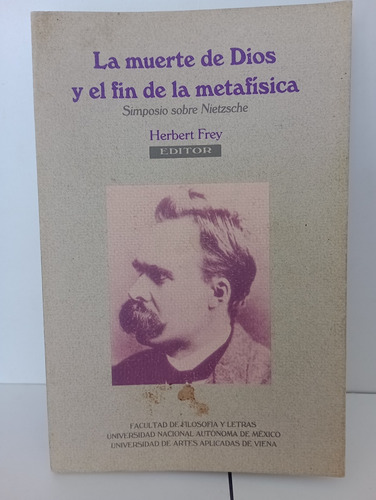 La muerte de Dios
y el fin de la metafísica
Simposio sobre Nietzsche
Herbert Frey
EDITOR
FACULTAD DE FILOSOFÍA Y LETRAS
UNIVERSIDAD NACIONAL AUTÓNOMA DE MÉXICO
UNIVERSIDAD DE ARTES APLICADAS DE VIENA